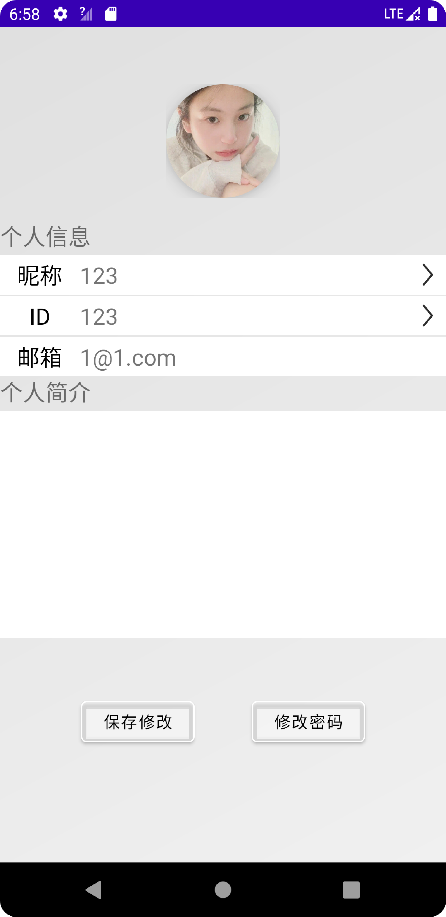 6:58 LTE
个人信息
昵称 123
ID 123
邮箱 1@1.com
个人简介
保存修改 修改密码